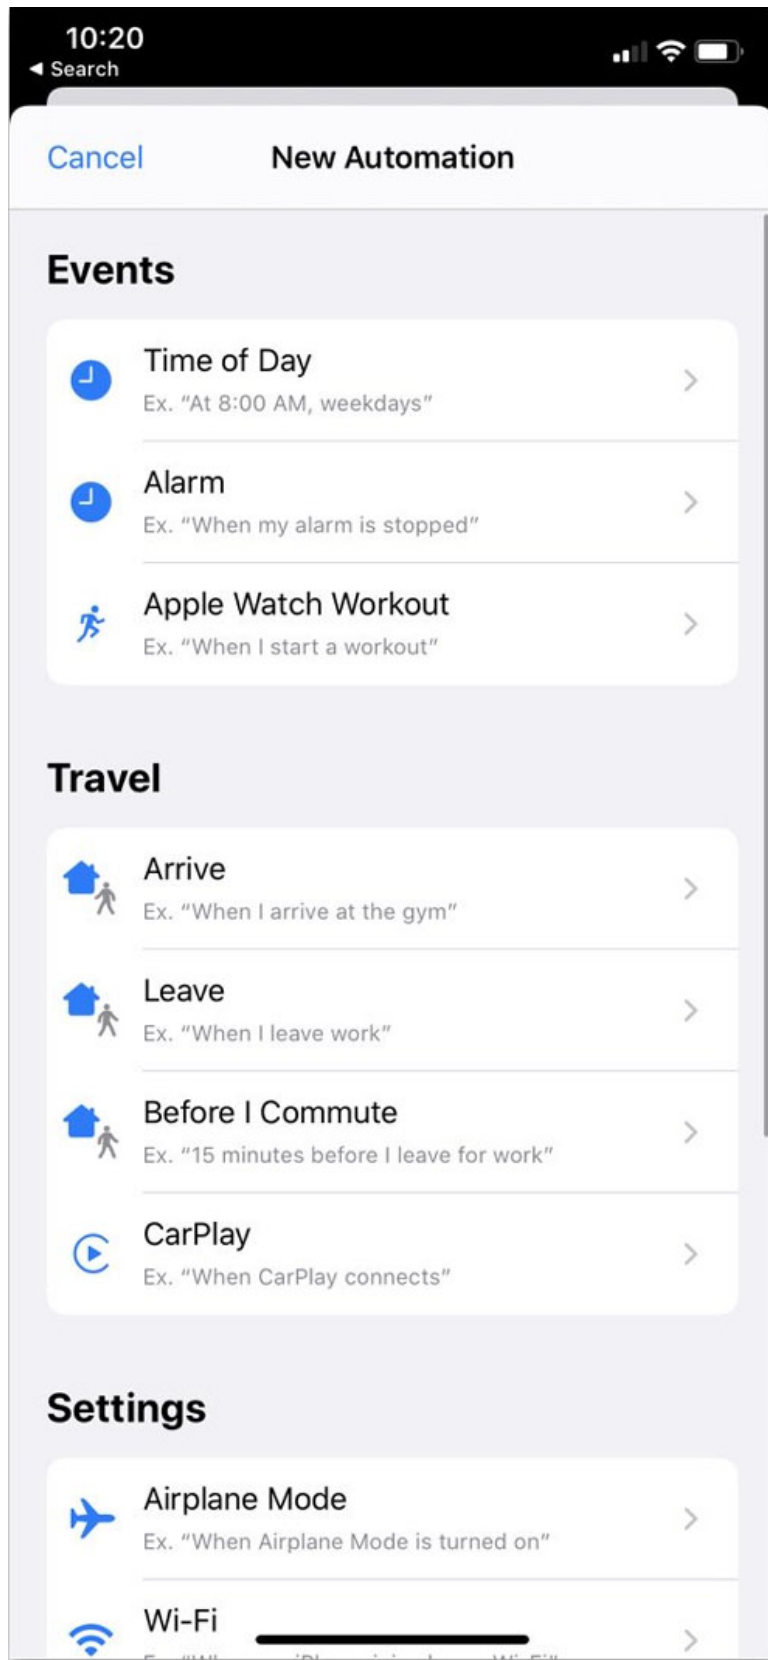 10:20
◀ Search
Cancel
New Automation
Events
Time of Day
Ex. “At 8:00 AM, weekdays”
Alarm
Ex. “When my alarm is stopped”
Apple Watch Workout
Ex. “When I start a workout”
Travel
Arrive
Ex. “When I arrive at the gym”
Leave
Ex. “When I leave work”
Before I Commute
Ex. “15 minutes before I leave for work”
CarPlay
Ex. “When CarPlay connects”
Settings
Airplane Mode
Ex. “When Airplane Mode is turned on”
Wi-Fi